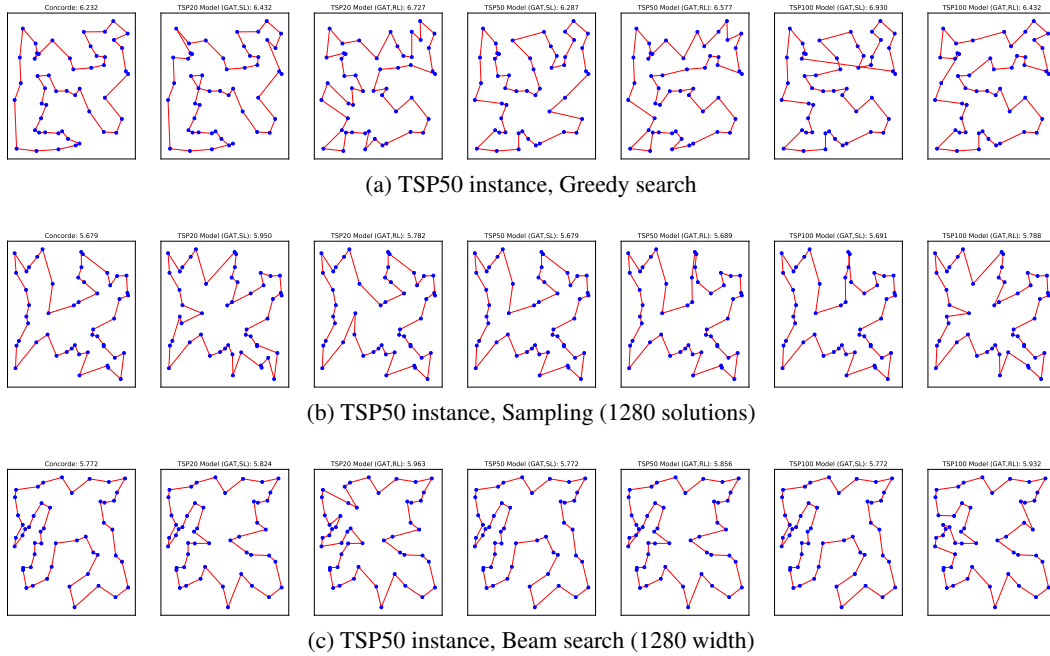 Concorde: 6.232 TSP20 Model (GAT,SL): 6.432 TSP20 Model (GAT,RL): 6.727 TSP50 Model (GAT,SL): 6.287 TSP50 Model (GAT,RL): 6.577 TSP100 Model (GAT,SL): 6.930 TSP100 Model (GAT,RL): 6.432
(a) TSP50 instance, Greedy search
Concorde: 5.679 TSP20 Model (GAT,SL): 5.950 TSP20 Model (GAT,RL): 5.782 TSP50 Model (GAT,SL): 5.679 TSP50 Model (GAT,RL): 5.689 TSP100 Model (GAT,SL): 5.691 TSP100 Model (GAT,RL): 5.788
(b) TSP50 instance, Sampling (1280 solutions)
Concorde: 5.772 TSP20 Model (GAT,SL): 5.824 TSP20 Model (GAT,RL): 5.963 TSP50 Model (GAT,SL): 5.772 TSP50 Model (GAT,RL): 5.856 TSP100 Model (GAT,SL): 5.772 TSP100 Model (GAT,RL): 5.932
(c) TSP50 instance, Beam search (1280 width)